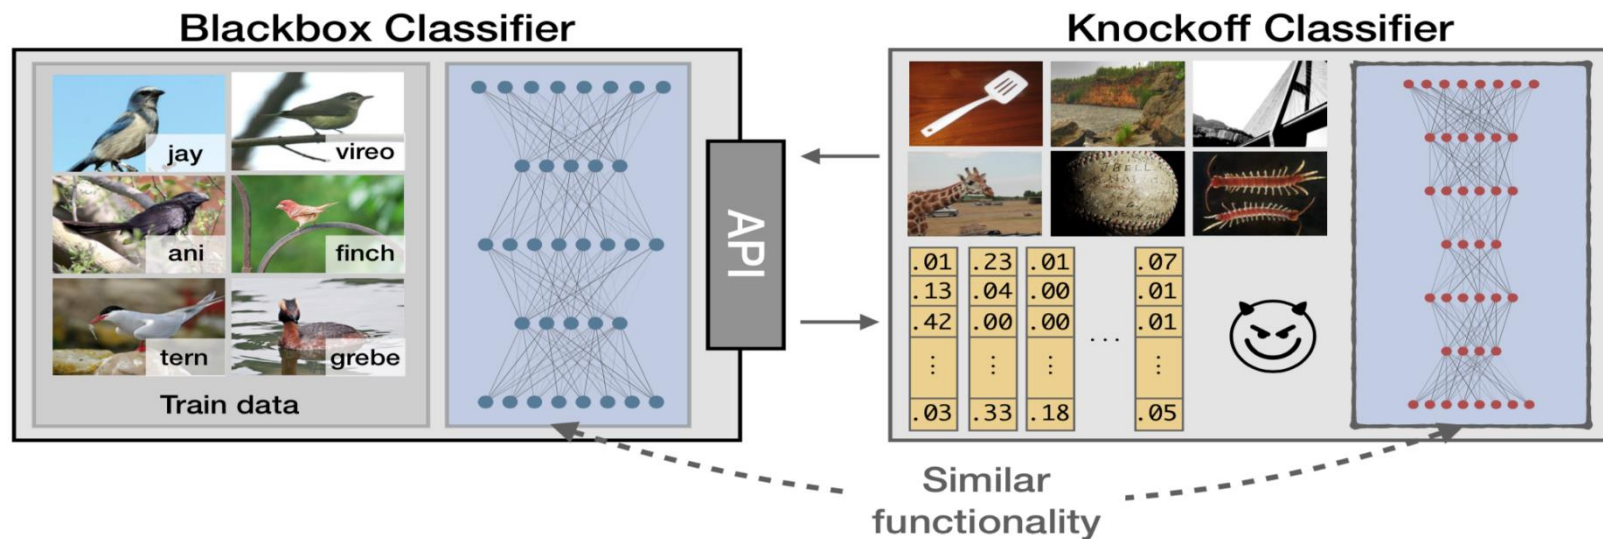 Blackbox Classifier
jay
vireo
ani
finch
tern
grebe
Train data
API
Knockoff Classifier
.01 .23 .01 .07
.13 .04 .00 .01
.42 .00 .00 ... .01
⋮ ⋮ ⋮ ⋮
.03 .33 .18 .05
Similar
functionality